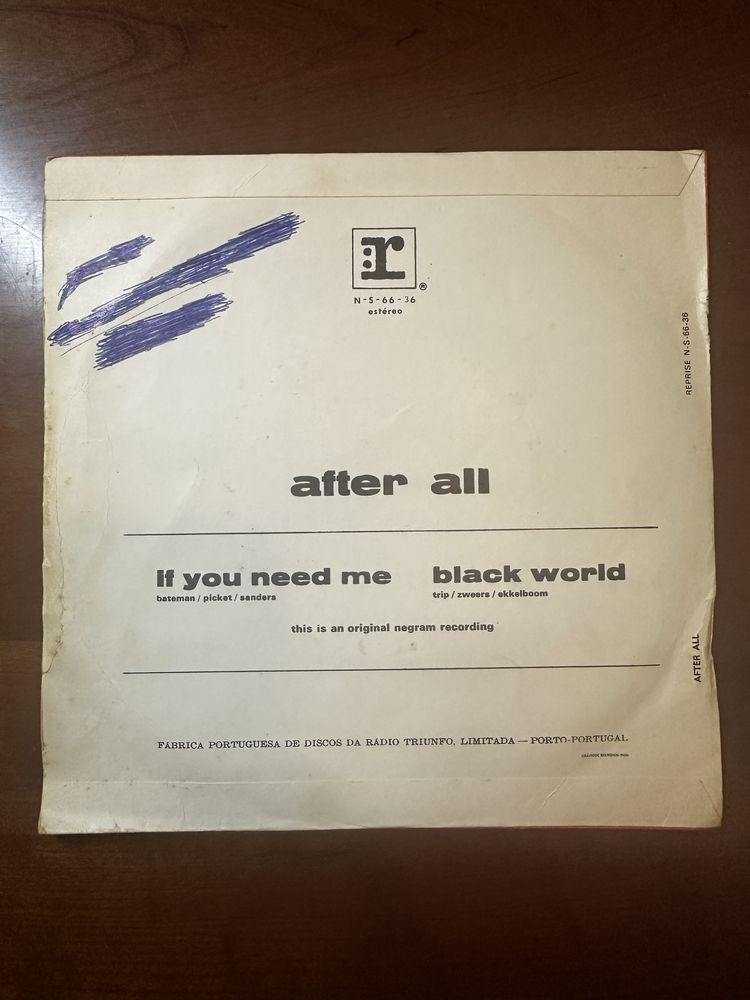 r:
®
N-S-66-36
estéreo
REPRISE N-S-66-36
after all
if you need me
bateman / picket / sanders
black world
trip / zweers / ekkelboom
this is an original negram recording
AFTER ALL
FÁBRICA PORTUGUESA DE DISCOS DA RÁDIO TRIUNFO, LIMITADA — PORTO-PORTUGAL